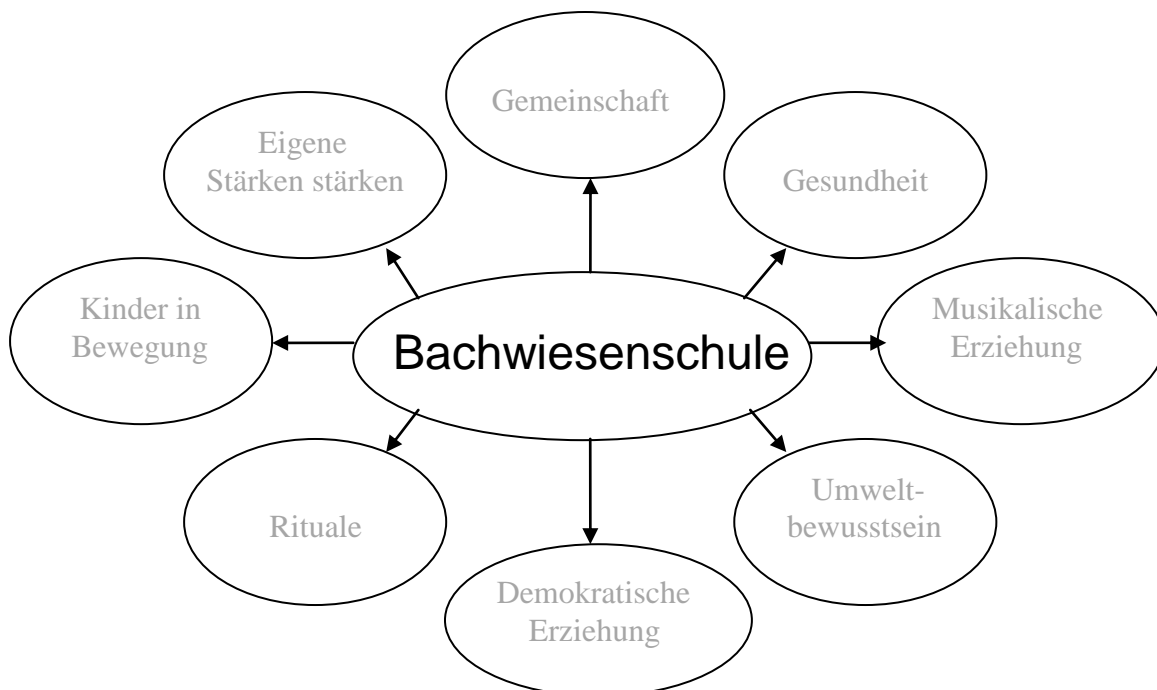 Gemeinschaft
Eigene
Stärken stärken
Gesundheit
Kinder in
Bewegung
Bachwiesenschule
Musikalische
Erziehung
Rituale
Umwelt-
bewusstsein
Demokratische
Erziehung